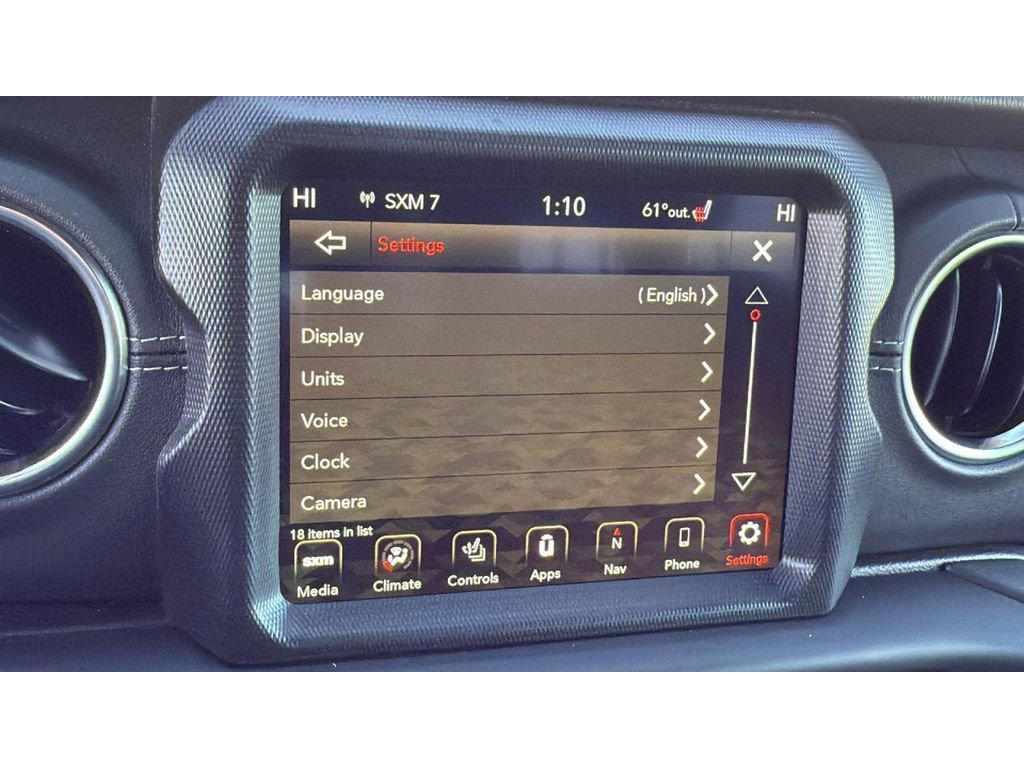 HI SXM 7 1:10 61°out. HI
Settings
Language (English)
Display
Units
Voice
Clock
Camera
18 items in list
sxm û N
Media Climate Controls Apps Nav Phone Settings